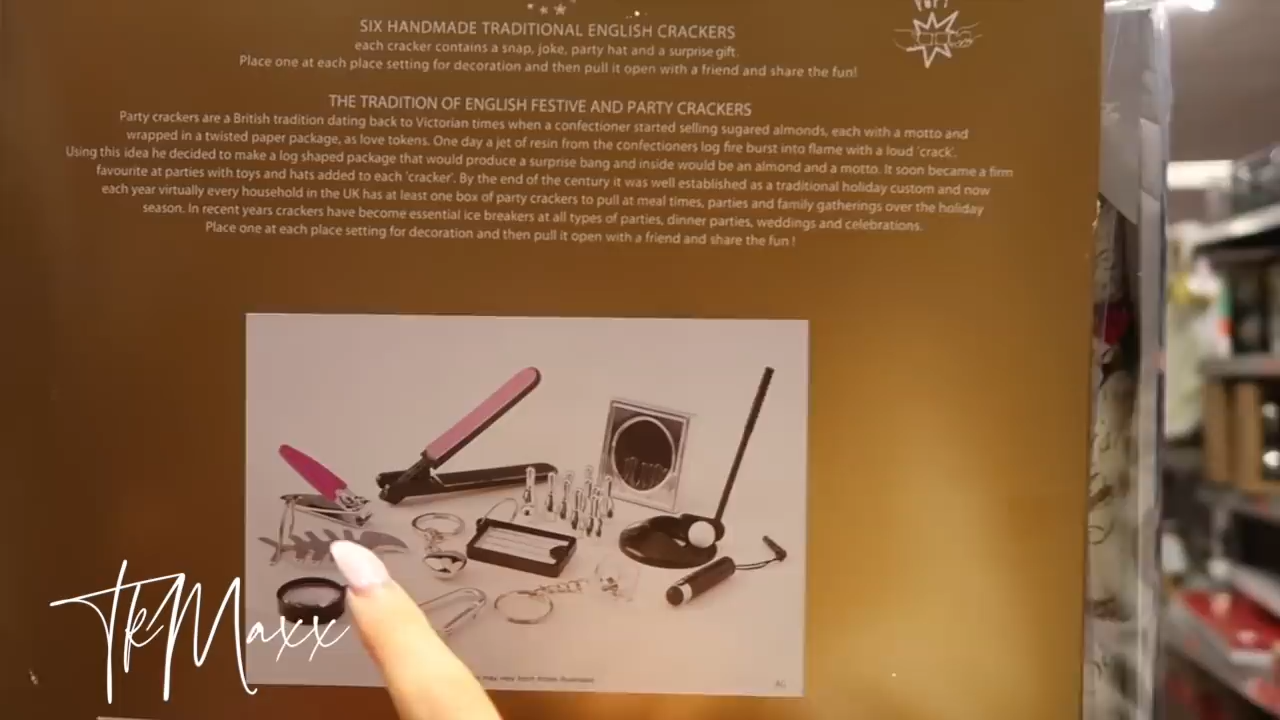 SIX HANDMADE TRADITIONAL ENGLISH CRACKERS
each cracker contains a snap, joke, party hat and a surprise gift.
Place one at each place setting for decoration and then pull it open with a friend and share the fun!
THE TRADITION OF ENGLISH FESTIVE AND PARTY CRACKERS
Party crackers are a British tradition dating back to Victorian times when a confectioner started selling sugared almonds, each with a motto and
wrapped in a twisted paper package, as love tokens. One day a jet of resin from the confectioners log fire burst into flame with a loud 'crack'.
Using this idea he decided to make a log shaped package that would produce a surprise bang and inside would be an almond and a motto. It soon became a firm
favourite at parties with toys and hats added to each 'cracker'. By the end of the century it was well established as a traditional holiday custom and now
each year virtually every household in the UK has at least one box of party crackers to pull at meal times, parties and family gatherings over the holiday
season. In recent years crackers have become essential ice breakers at all types of parties, dinner parties, weddings and celebrations.
Place one at each place setting for decoration and then pull it open with a friend and share the fun !
may vary from those illustrated
TkMaxx